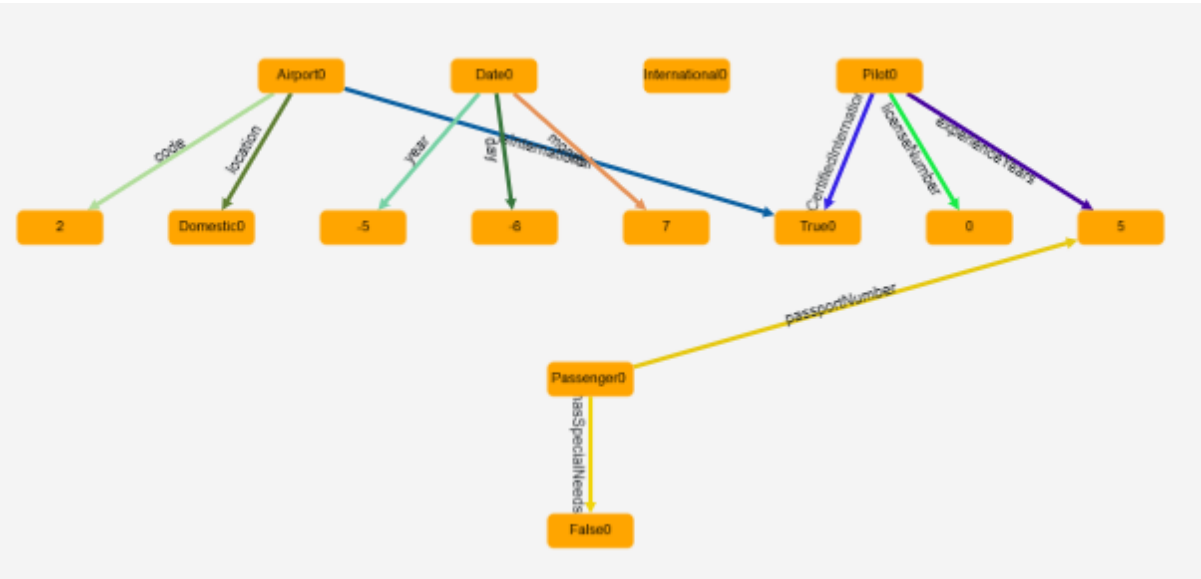 Airport0
Date0
International0
Pilot0
code
location
year
day
licenseNumber
experienceYears
2
Domestic0
-5
-6
7
True0
0
5
passportNumber
Passenger0
hasSpecialNeeds
False0